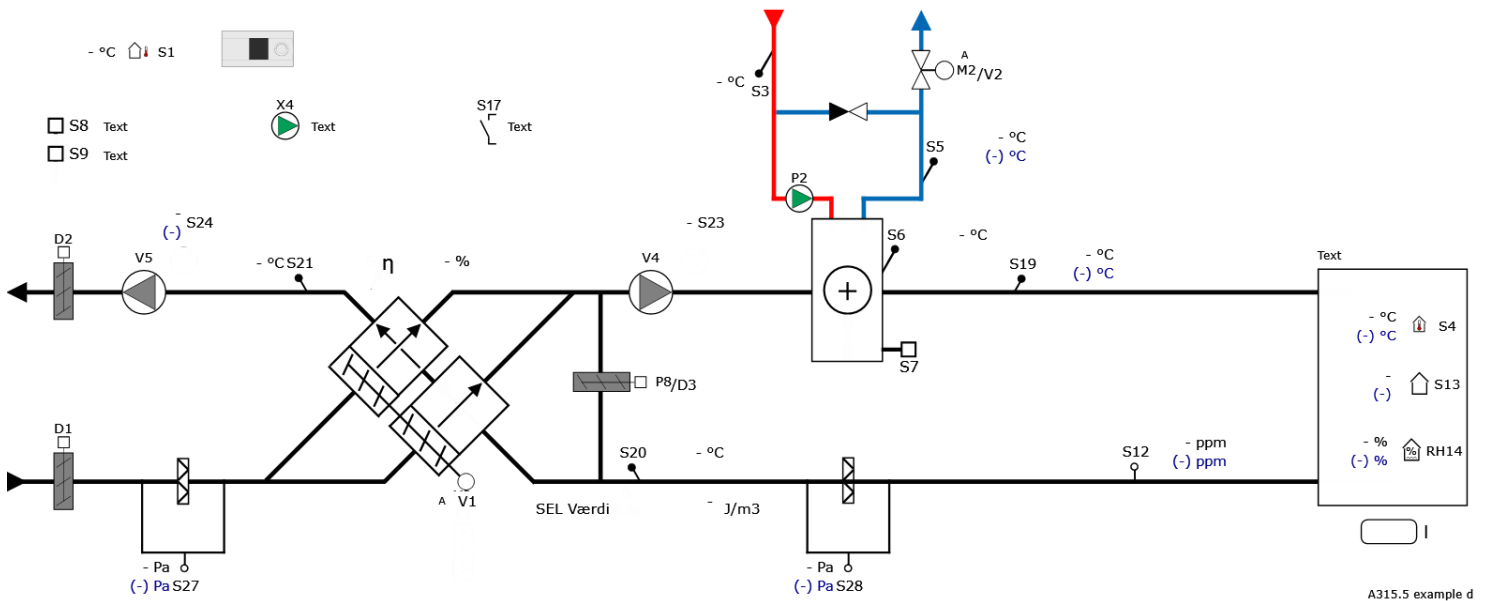 - °C S1
A
M2/V2
- °C
S3
X4
Text
S17
Text
S8 Text
S9 Text
- °C
(-) °C
S5
P2
-
(-)
S24
- S23
D2
V5
- °C S21
η
- %
V4
S6
- °C
S19
- °C
(-) °C
Text
- °C
(-) °C
S4
S7
P8/D3
-
(-)
S13
D1
S20
- °C
S12
- ppm
(-) ppm
- %
(-) %
%
RH14
A V1
SEL Værdi
- J/m3
I
- Pa
(-) Pa S27
- Pa
(-) Pa S28
A315.5 example d